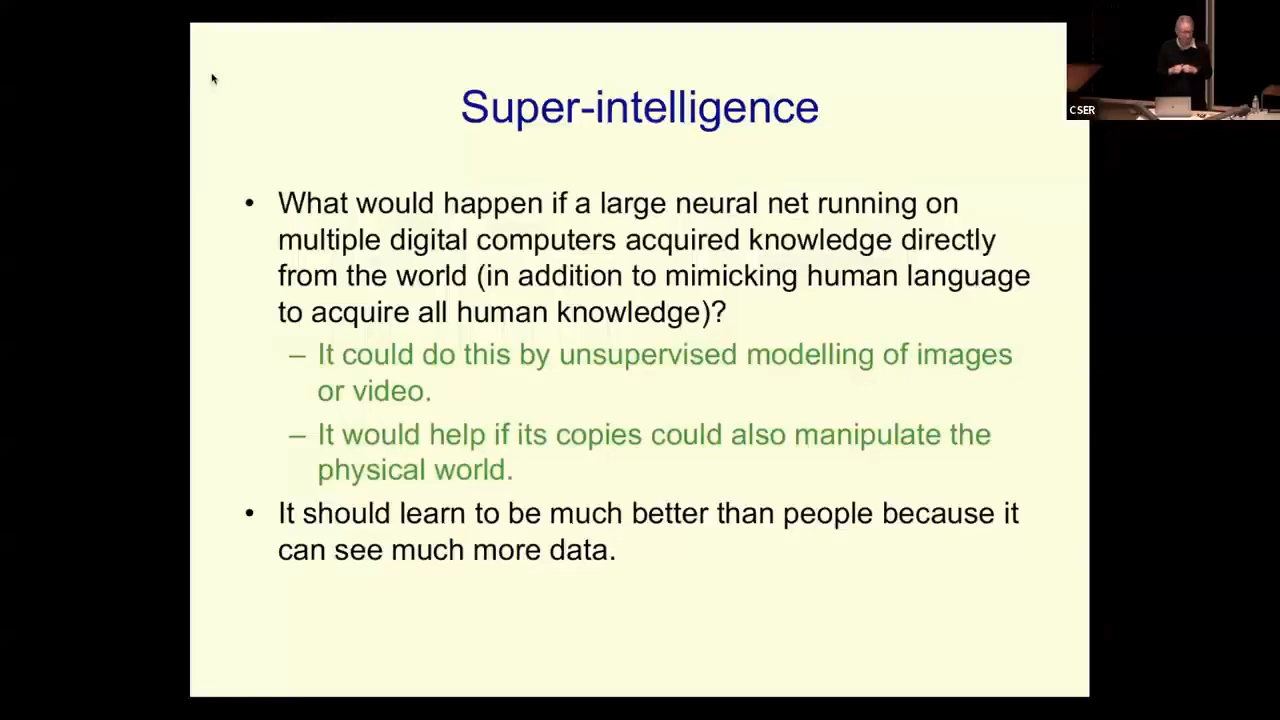 Super-intelligence
CSER
• What would happen if a large neural net running on
multiple digital computers acquired knowledge directly
from the world (in addition to mimicking human language
to acquire all human knowledge)?
– It could do this by unsupervised modelling of images
or video.
– It would help if its copies could also manipulate the
physical world.
• It should learn to be much better than people because it
can see much more data.